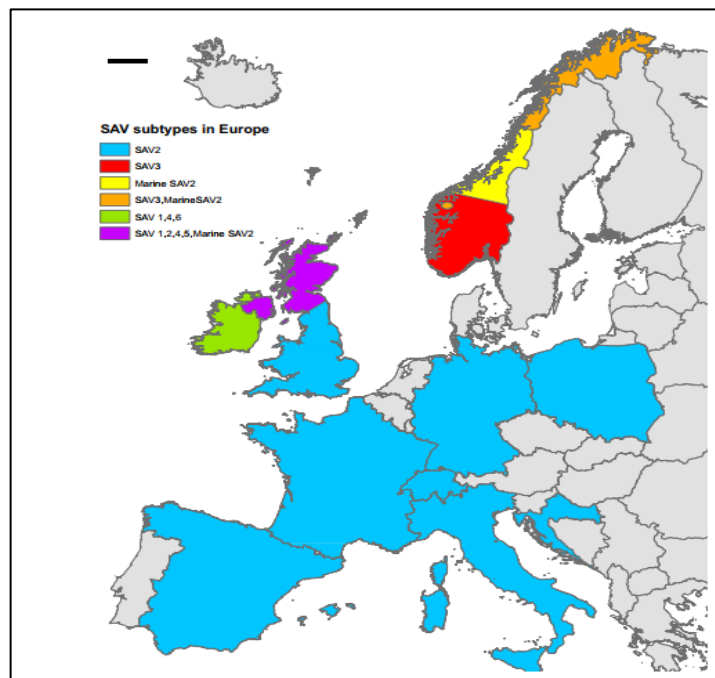 SAV subtypes in Europe
SAV2
SAV3
Marine SAV2
SAV3,MarineSAV2
SAV 1,4,6
SAV 1,2,4,5,Marine SAV2